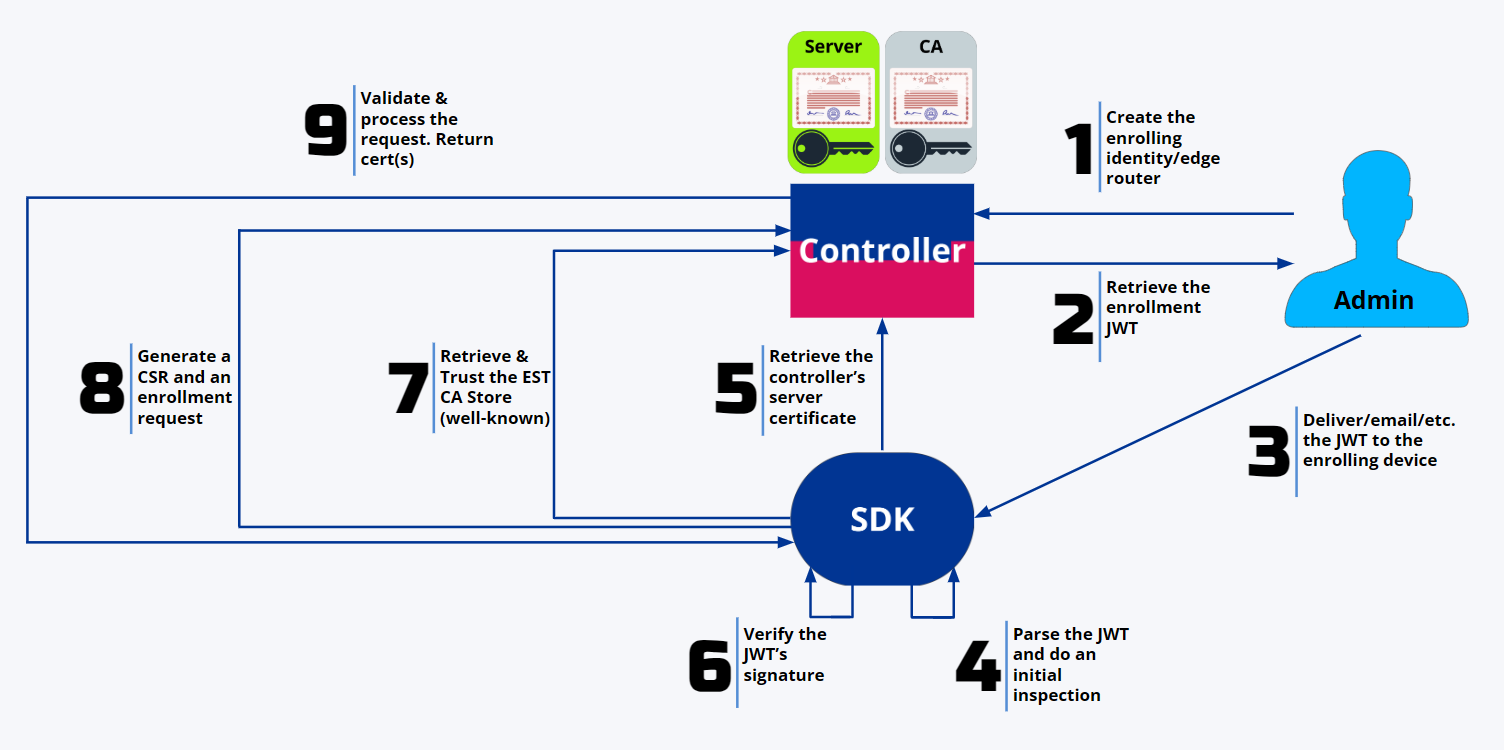 Server
CA
9
Validate &
process the
request. Return
cert(s)
1
Create the
enrolling
identity/edge
router
Controller
Admin
2
Retrieve the
enrollment
JWT
8
Generate a
CSR and an
enrollment
request
7
Retrieve &
Trust the EST
CA Store
(well-known)
5
Retrieve the
controller’s
server
certificate
3
Deliver/email/etc.
the JWT to the
enrolling device
SDK
6
Verify the
JWT’s
signature
4
Parse the JWT
and do an
initial
inspection